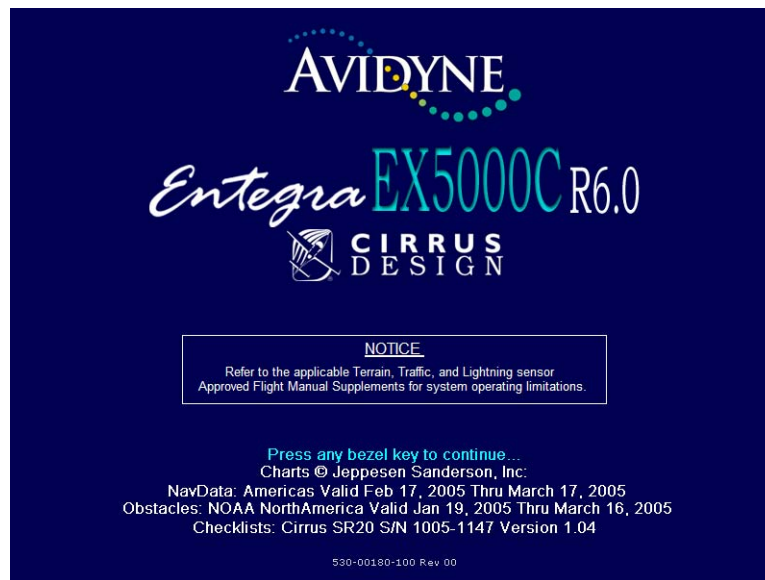 AVIDYNE
Entegra EX5000C R6.0
CIRRUS
DESIGN
NOTICE
Refer to the applicable Terrain, Traffic, and Lightning sensor
Approved Flight Manual Supplements for system operating limitations.
Press any bezel key to continue...
Charts © Jeppesen Sanderson, Inc:
NavData: Americas Valid Feb 17, 2005 Thru March 17, 2005
Obstacles: NOAA NorthAmerica Valid Jan 19, 2005 Thru March 16, 2005
Checklists: Cirrus SR20 S/N 1005-1147 Version 1.04
530-00180-100 Rev 00